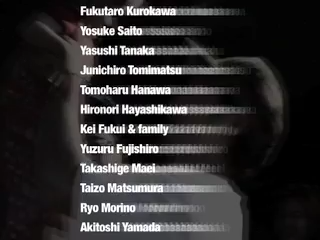 Fukutaro Kurokawa
Yosuke Saito
Yasushi Tanaka
Junichiro Tomimatsu
Tomoharu Hanawa
Hironori Hayashikawa
Kei Fukui & family
Yuzuru Fujishiro
Takashige Maei
Taizo Matsumura
Ryo Morino
Akitoshi Yamada